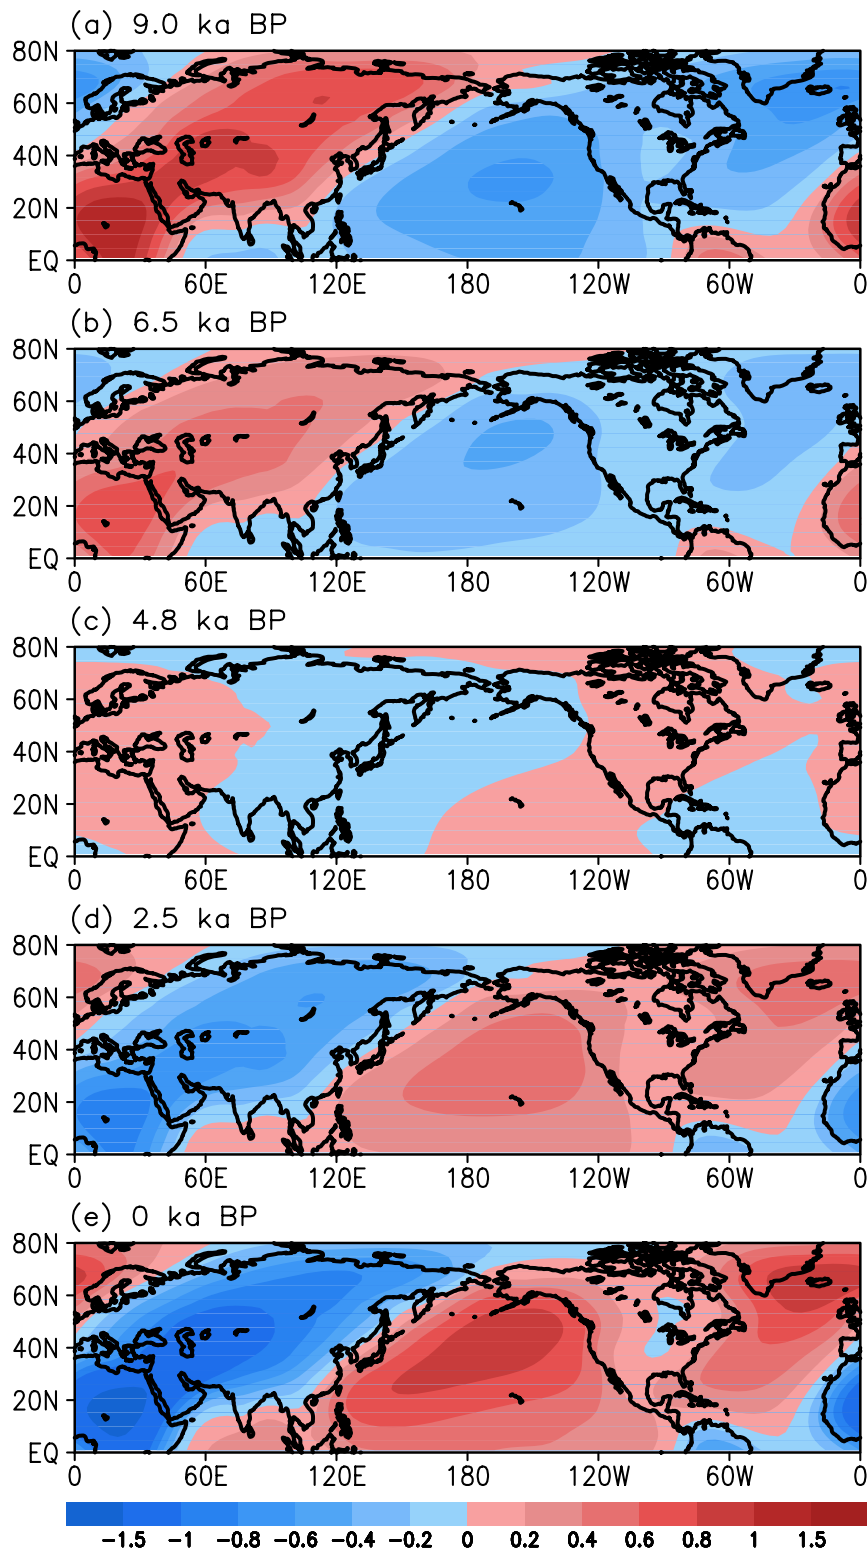 (a) 9.0 ka BP
80N
60N
40N
20N
EQ
0 60E 120E 180 120W 60W 0
(b) 6.5 ka BP
80N
60N
40N
20N
EQ
0 60E 120E 180 120W 60W 0
(c) 4.8 ka BP
80N
60N
40N
20N
EQ
0 60E 120E 180 120W 60W 0
(d) 2.5 ka BP
80N
60N
40N
20N
EQ
0 60E 120E 180 120W 60W 0
(e) 0 ka BP
80N
60N
40N
20N
EQ
0 60E 120E 180 120W 60W 0
−1.5 −1 −0.8 −0.6 −0.4 −0.2 0 0.2 0.4 0.6 0.8 1 1.5